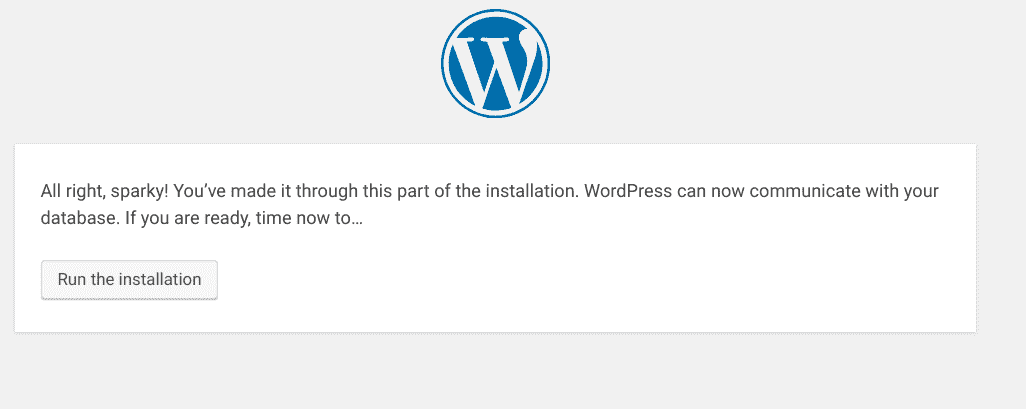 All right, sparky! You’ve made it through this part of the installation. WordPress can now communicate with your
database. If you are ready, time now to…
Run the installation